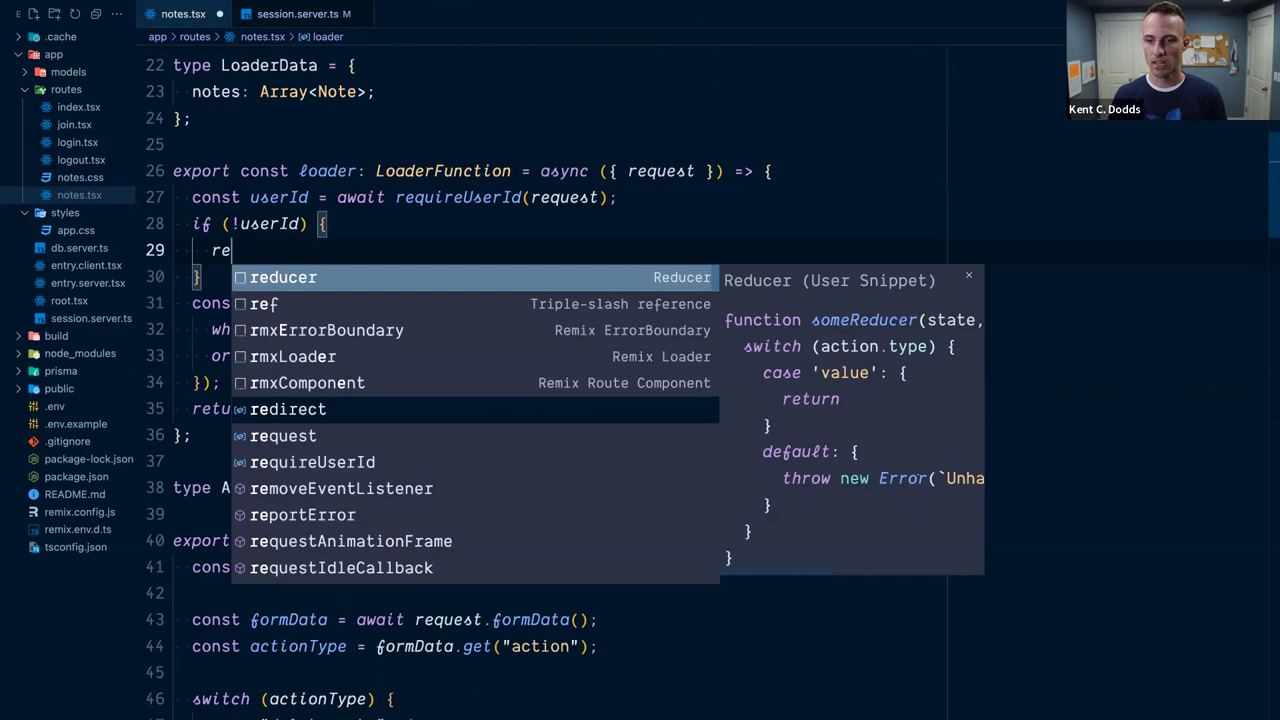 E
notes.tsx
session.server.ts M
Kent C. Dodds
app
routes
notes.tsx
loader
.cache
app
models
routes
index.tsx
join.tsx
login.tsx
logout.tsx
notes.css
notes.tsx
styles
app.css
db.server.ts
entry.client.tsx
entry.server.tsx
root.tsx
session.server.ts
build
node_modules
prisma
public
.env
.env.example
.gitignore
package-lock.json
package.json
README.md
remix.config.js
remix.env.d.ts
tsconfig.json
22 type LoaderData = {
23 notes: Array<Note>;
24 };
25
26 export const loader: LoaderFunction = async ({ request }) => {
27 const userId = await requireUserId(request);
28 if (!userId) {
29 re
30 }
31 cons
32 wh
33 or
34 });
35 retu
36 };
37
38 type A
39
40 export
41 cons
42
43 const formData = await request.formData();
44 const actionType = formData.get("action");
45
46 switch (actionType) {
47
reducer Reducer
ref Triple-slash reference
rmxErrorBoundary Remix ErrorBoundary
rmxLoader Remix Loader
rmxComponent Remix Route Component
redirect
request
requireUserId
removeEventListener
reportError
requestAnimationFrame
requestIdleCallback
Reducer (User Snippet)
function someReducer(state,
switch (action.type) {
case 'value': {
return
}
default: {
throw new Error(`Unha
}
}
}